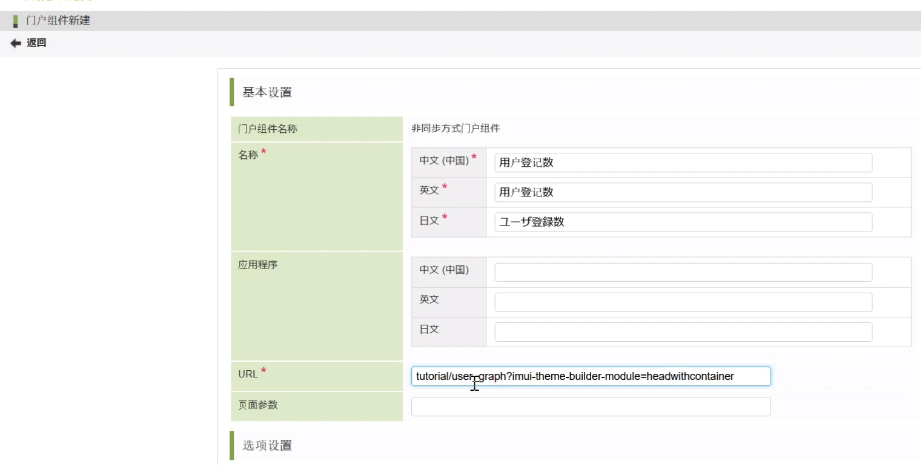 门户组件新建
返回
基本设置
门户组件名称 非同步方式门户组件
名称 * 中文 (中国) * 用户登记数
英文 * 用户登记数
日文 * ユーザ登録数
应用程序 中文 (中国)
英文
日文
URL * tutorial/user-graph?imui-theme-builder-module=headwithcontainer
页面参数
选项设置